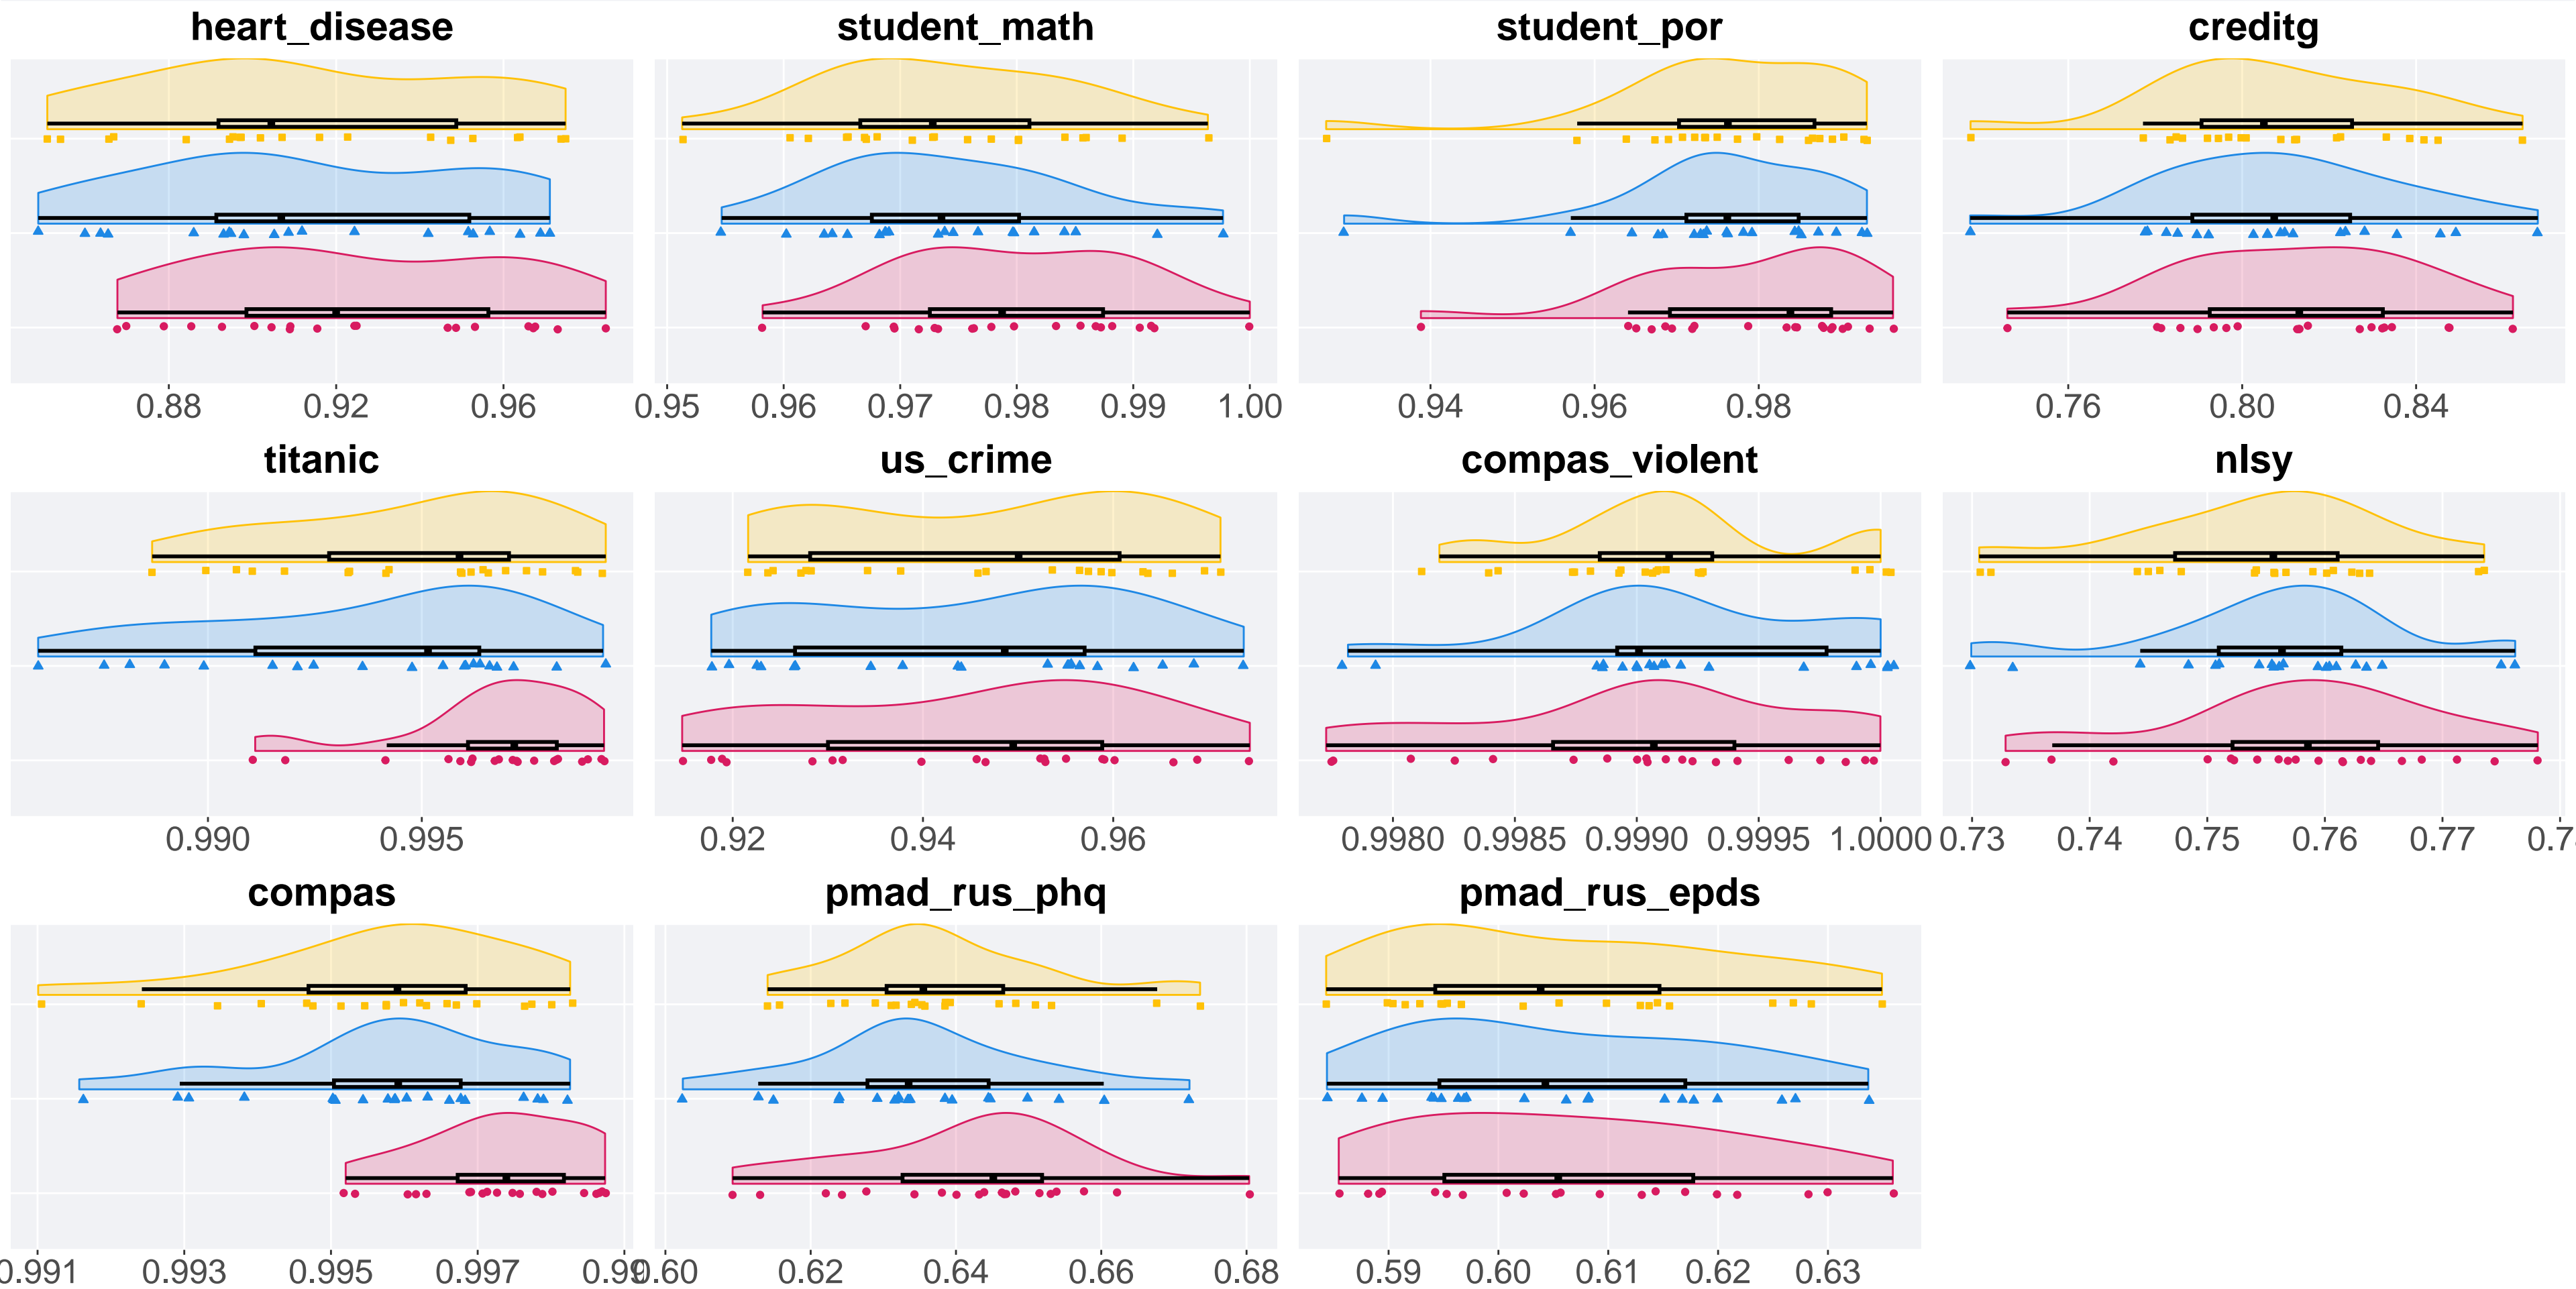 heart_disease student_math student_por creditg
0.88 0.92 0.96 0.95 0.96 0.97 0.98 0.99 1.00 0.94 0.96 0.98 0.76 0.80 0.84
titanic us_crime compas_violent nlsy
0.990 0.995 0.92 0.94 0.96 0.9980 0.9985 0.9990 0.9995 1.0000 0.73 0.74 0.75 0.76 0.77
compas pmad_rus_phq pmad_rus_epds
0.991 0.993 0.995 0.997 0.60 0.62 0.64 0.66 0.68 0.59 0.60 0.61 0.62 0.63